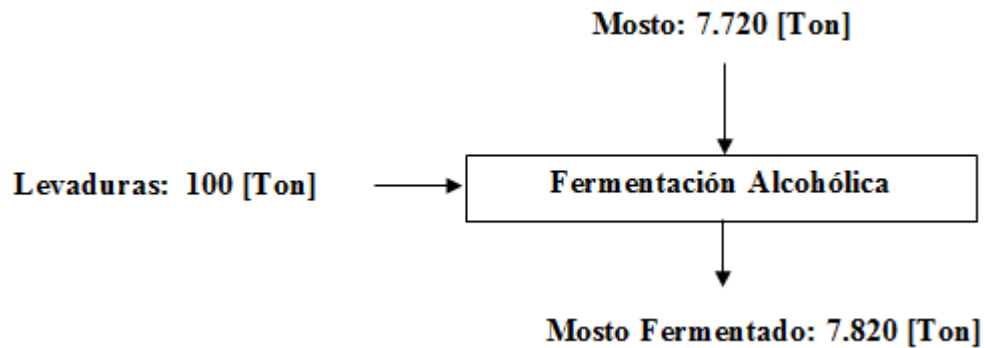 Mosto: 7.720 [Ton]
Levaduras: 100 [Ton]
Fermentación Alcohólica
Mosto Fermentado: 7.820 [Ton]